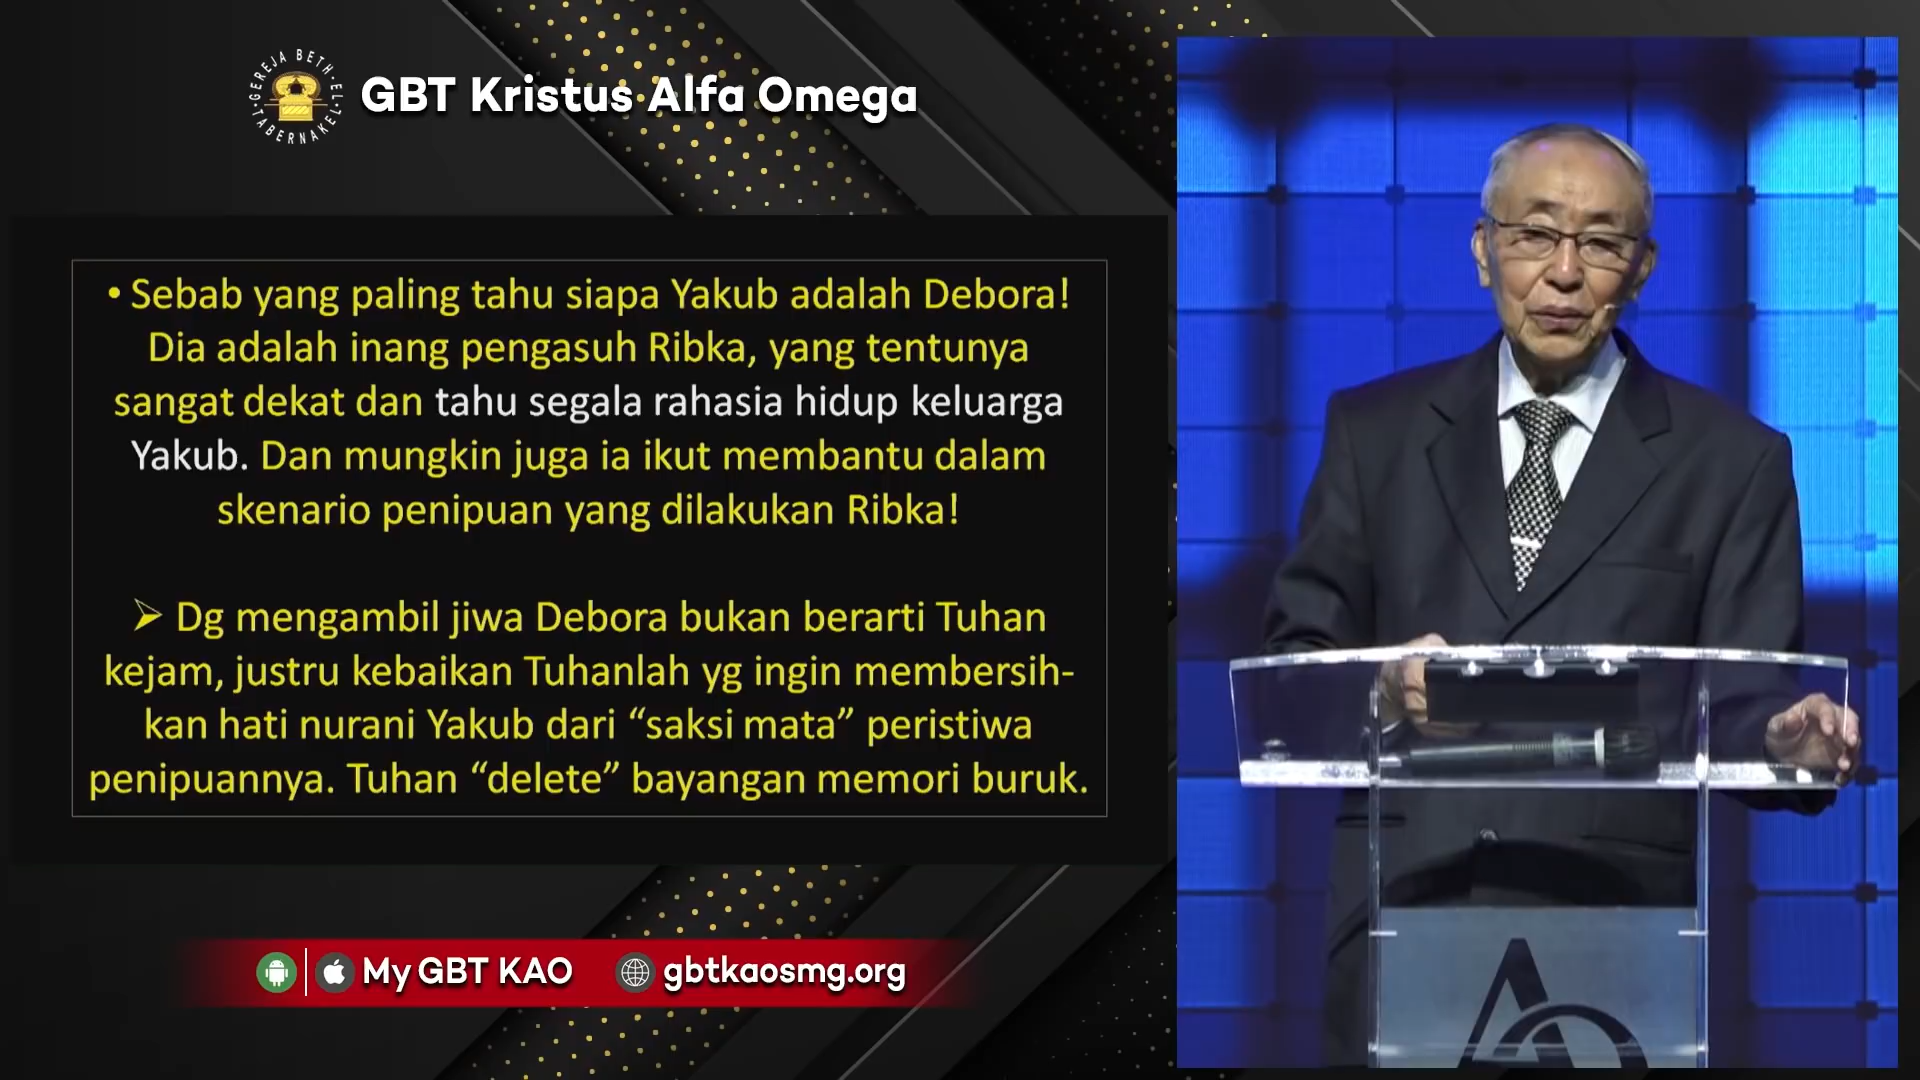 GEREJA BETH-EL TABERNAKEL
GBT Kristus Alfa Omega
• Sebab yang paling tahu siapa Yakub adalah Debora!
Dia adalah inang pengasuh Ribka, yang tentunya
sangat dekat dan tahu segala rahasia hidup keluarga
Yakub. Dan mungkin juga ia ikut membantu dalam
skenario penipuan yang dilakukan Ribka!
➢ Dg mengambil jiwa Debora bukan berarti Tuhan
kejam, justru kebaikan Tuhanlah yg ingin membersih-
kan hati nurani Yakub dari “saksi mata” peristiwa
penipuannya. Tuhan “delete” bayangan memori buruk.
My GBT KAO
gbtkaosmg.org